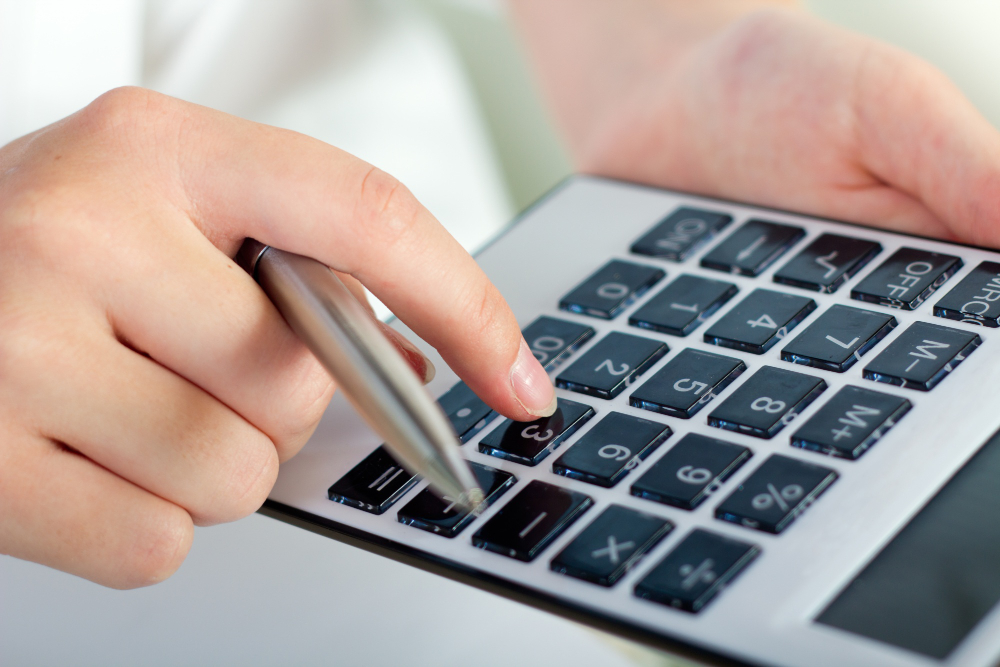 MRC M− M+ % ÷
OFF 7 8 9 ×
√ 4 5 6 −
1 2 3 +
ON 0 00 • =